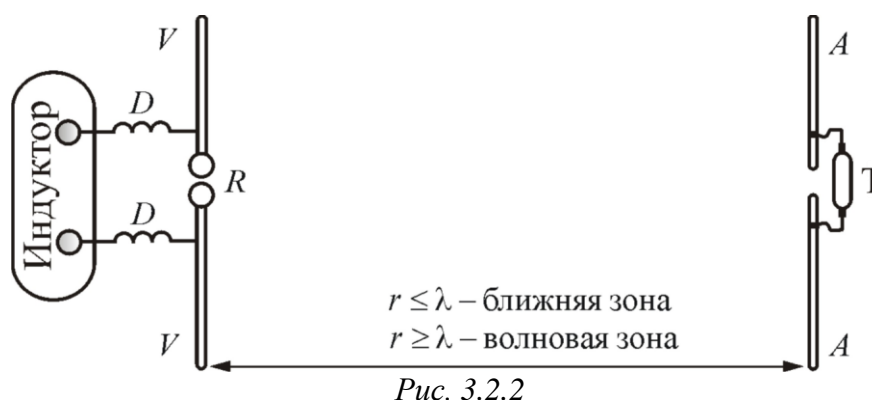 V
A
Индуктор
D
R
T
D
r ≤ λ – ближняя зона
r ≥ λ – волновая зона
V
A
Рис. 3.2.2